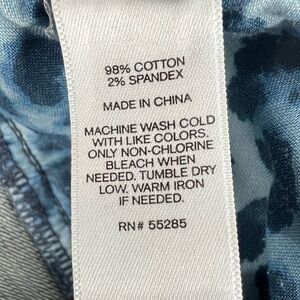 98% COTTON
2% SPANDEX
MADE IN CHINA
MACHINE WASH COLD
WITH LIKE COLORS.
ONLY NON-CHLORINE
BLEACH WHEN
NEEDED. TUMBLE DRY
LOW. WARM IRON
IF NEEDED.
RN# 55285